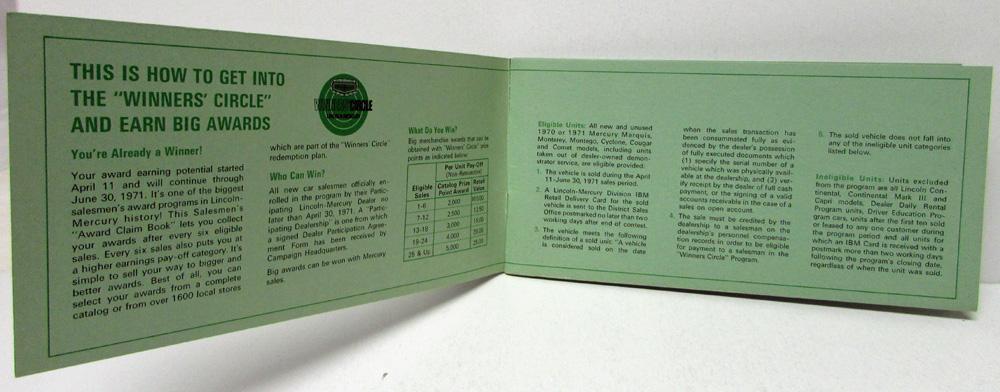 THIS IS HOW TO GET INTO
THE "WINNERS' CIRCLE"
AND EARN BIG AWARDS
You're Already a Winner!
Your award earning potential started
April 11 and will continue through
June 30, 1971. It's one of the biggest
salesmen's award programs in Lincoln-
Mercury history! This Salesmen's
"Award Claim Book" lets you collect
your awards after every six eligible
sales. Every six sales also puts you at
a higher earnings pay-off category. It's
simple to sell your way to bigger and
better awards. Best of all, you can
select your awards from a complete
catalog or from over 1600 local stores
WINNERS CIRCLE
which are part of the "Winners' Circle"
redemption plan.
Who Can Win?
All new car salesmen officially en-
rolled in the program by their Partic-
ipating Lincoln-Mercury Dealer no
later than April 30, 1971. A "Partic-
ipating Dealership" is one from which
a signed Dealer Participation Agree-
ment Form has been received by
Campaign Headquarters.
Big awards can be won with Mercury
sales.
What Do You Win?
Big merchandise awards that can be
obtained with "Winners' Circle" prize
points as indicated below:
Per Unit Pay-Off
(Non-Retroactive)
Eligible Sales Catalog Prize Point Award Retail Value
1-6 2,000
7-12 2,500
13-18 3,000
19-24 4,000
25 & Up 5,000
Eligible Units: All new and unused
1970 or 1971 Mercury Marquis,
Monterey, Montego, Cyclone, Cougar
and Comet models, including units
taken out of dealer-owned demon-
strator service, are eligible provided:
1. The vehicle is sold during the April
11-June 30, 1971 sales period.
2. A Lincoln-Mercury Division IBM
Retail Delivery Card for the sold
vehicle is sent to the District Sales
Office postmarked no later than two
working days after end of contest.
3. The vehicle meets the following
definition of a sold unit: "A vehicle
is considered sold on the date
when the sales transaction has
been consummated fully as evi-
denced by the dealer's possession
of fully executed documents which
(1) specify the serial number of
a vehicle which was physically avail-
able at the dealership, and (2) ver-
ify receipt by the dealer of full cash
payment, or the signing of a valid
accounts receivable in the case of a
sales on open account.
4. The sale must be credited by the
dealership to a salesman on the
dealership's personnel compensa-
tion records in order to be eligible
for payment to a salesman in the
"Winners Circle" Program.
5. The sold vehicle does not fall into
any of the ineligible unit categories
listed below.
Ineligible Units: Units excluded
from the program are all Lincoln Con-
tinental, Continental Mark III and
Capri models, Dealer Daily Rental
Program units, Driver Education Pro-
gram cars, units after the first ten sold
or leased to any one customer during
the program period and all units for
which an IBM Card is received with a
postmark more than two working days
following the program's closing date,
regardless of when the unit was sold.